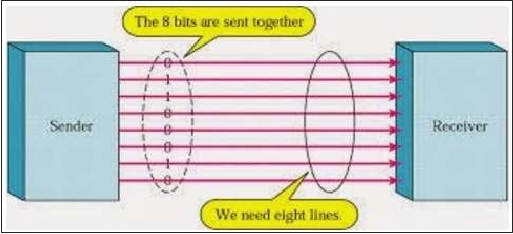 The 8 bits are sent together
0
1
1
0
0
0
1
0
Sender
Receiver
We need eight lines.